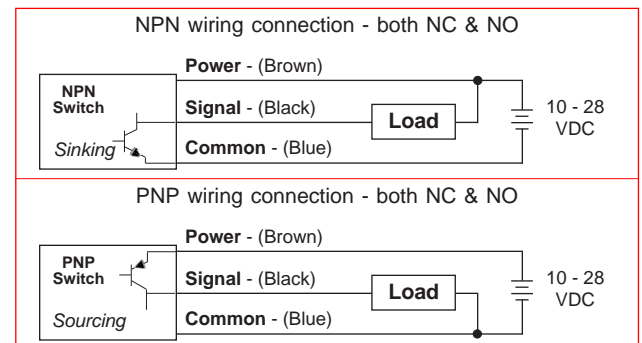 NPN wiring connection - both NC & NO
Power - (Brown)
NPN
Switch
Signal - (Black)
Load
10 - 28
VDC
Sinking
Common - (Blue)
PNP wiring connection - both NC & NO
Power - (Brown)
PNP
Switch
Signal - (Black)
Load
10 - 28
VDC
Sourcing
Common - (Blue)